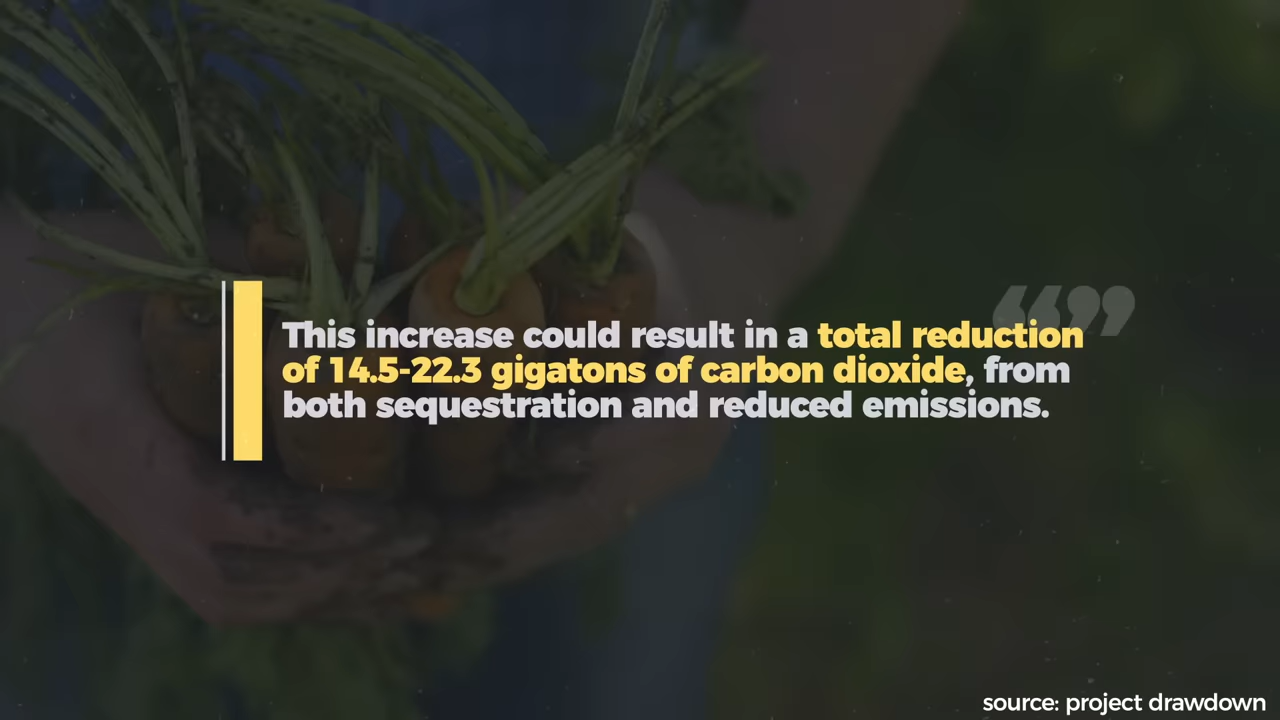 This increase could result in a total reduction
of 14.5-22.3 gigatons of carbon dioxide, from
both sequestration and reduced emissions.
source: project drawdown